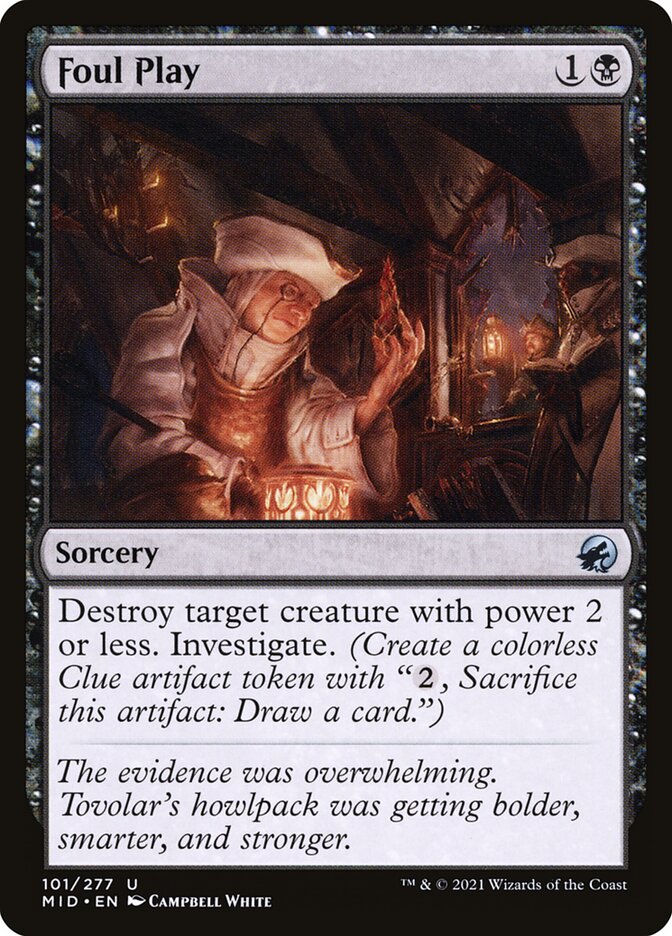 Foul Play 1
Sorcery
Destroy target creature with power 2
or less. Investigate. (Create a colorless
Clue artifact token with “2, Sacrifice
this artifact: Draw a card.”)
The evidence was overwhelming.
Tovolar’s howlpack was getting bolder,
smarter, and stronger.
101/277 U
MID • EN Campbell White
™ & © 2021 Wizards of the Coast